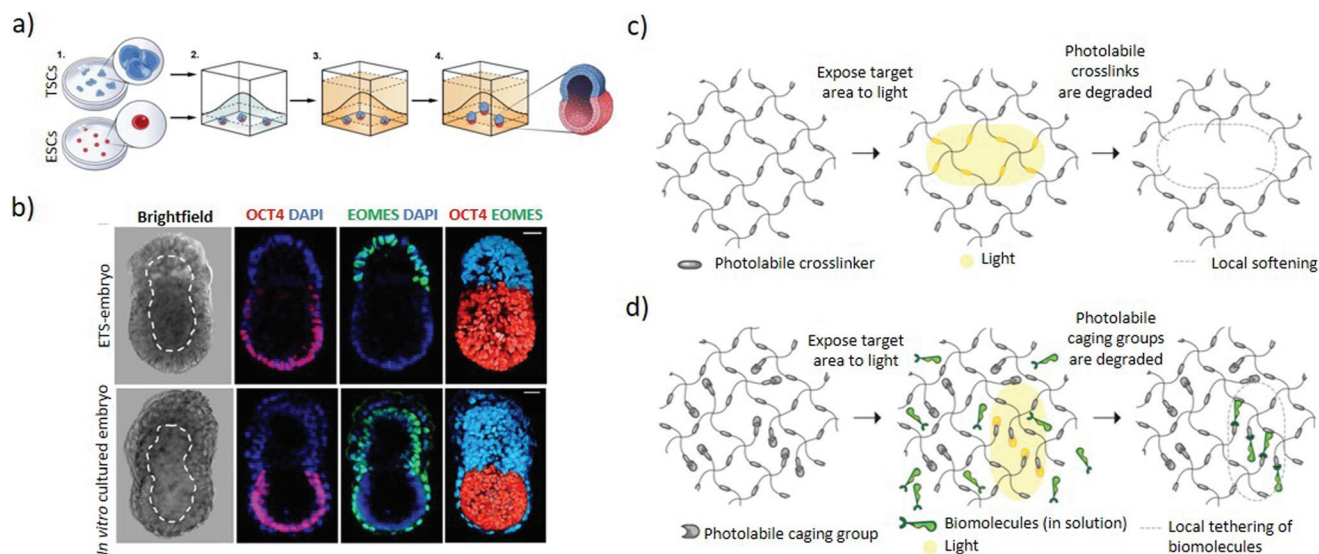 a)
1.
2.
3.
4.
TSCs
ESCs
b)
Brightfield
OCT4 DAPI
EOMES DAPI
OCT4 EOMES
ETS-embryo
In vitro cultured embryo
c)
Expose target
area to light
Photolabile
crosslinks
are degraded
Photolabile crosslinker
Light
Local softening
d)
Expose target
area to light
Photolabile
caging groups
are degraded
Photolabile caging group
Biomolecules (in solution)
Light
Local tethering of
biomolecules